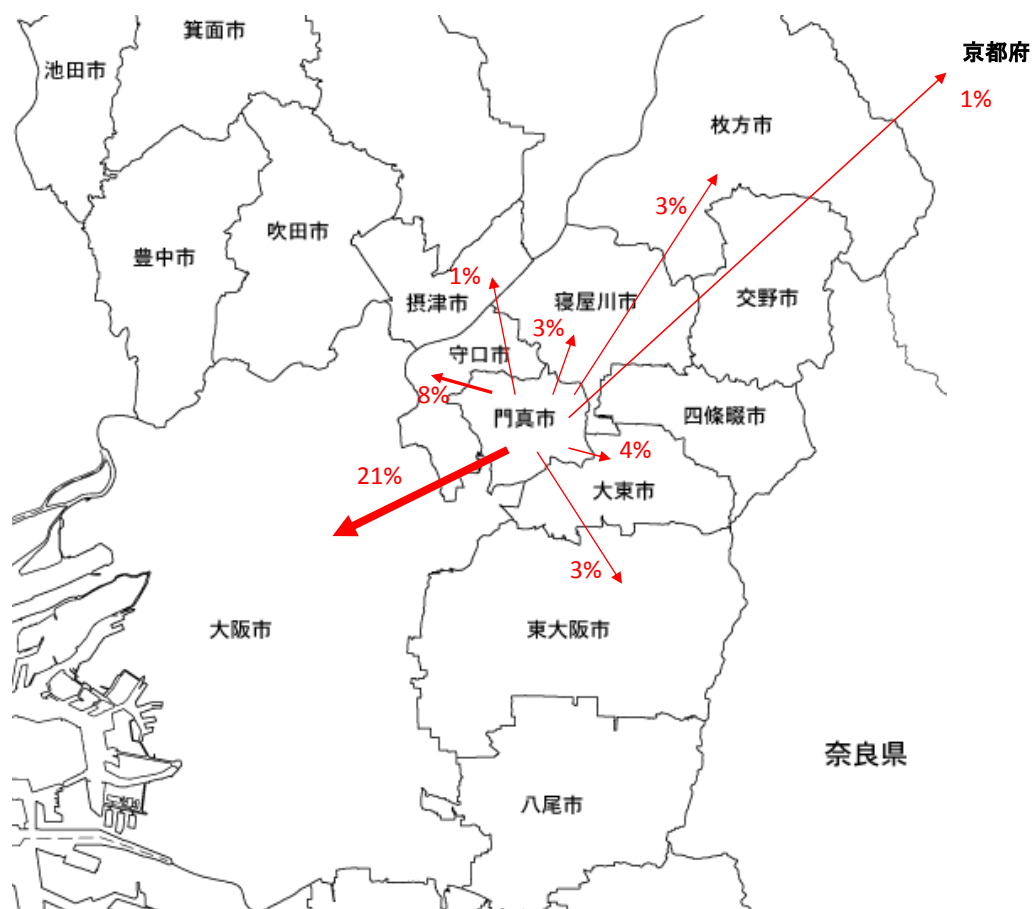 箕面市
京都府
池田市
1%
枚方市
3%
吹田市
豊中市
1%
摂津市
寝屋川市
交野市
3%
守口市
8%
門真市
四條畷市
4%
21%
大東市
3%
大阪市
東大阪市
奈良県
八尾市